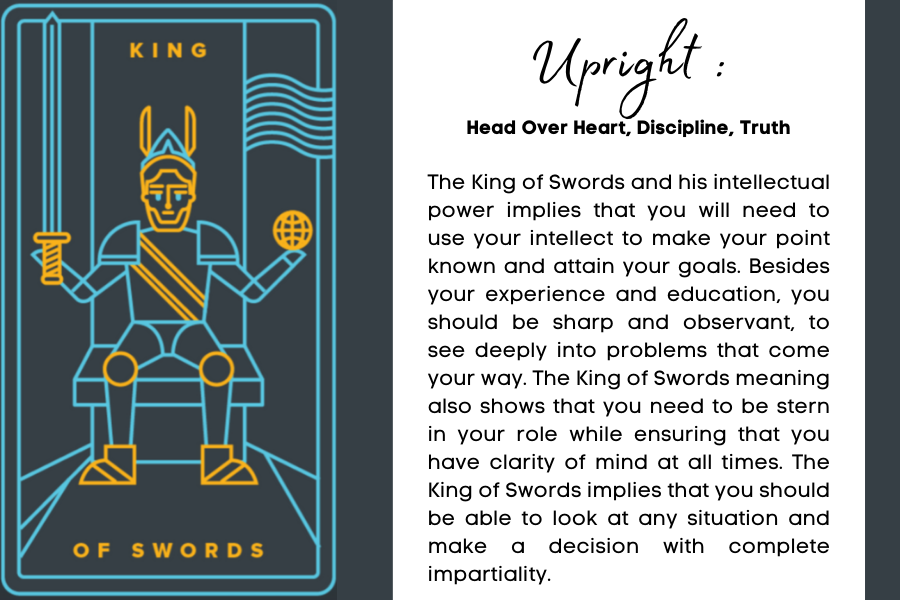 KING
OF SWORDS
Upright :
Head Over Heart, Discipline, Truth
The King of Swords and his intellectual
power implies that you will need to
use your intellect to make your point
known and attain your goals. Besides
your experience and education, you
should be sharp and observant, to
see deeply into problems that come
your way. The King of Swords meaning
also shows that you need to be stern
in your role while ensuring that you
have clarity of mind at all times. The
King of Swords implies that you should
be able to look at any situation and
make a decision with complete
impartiality.